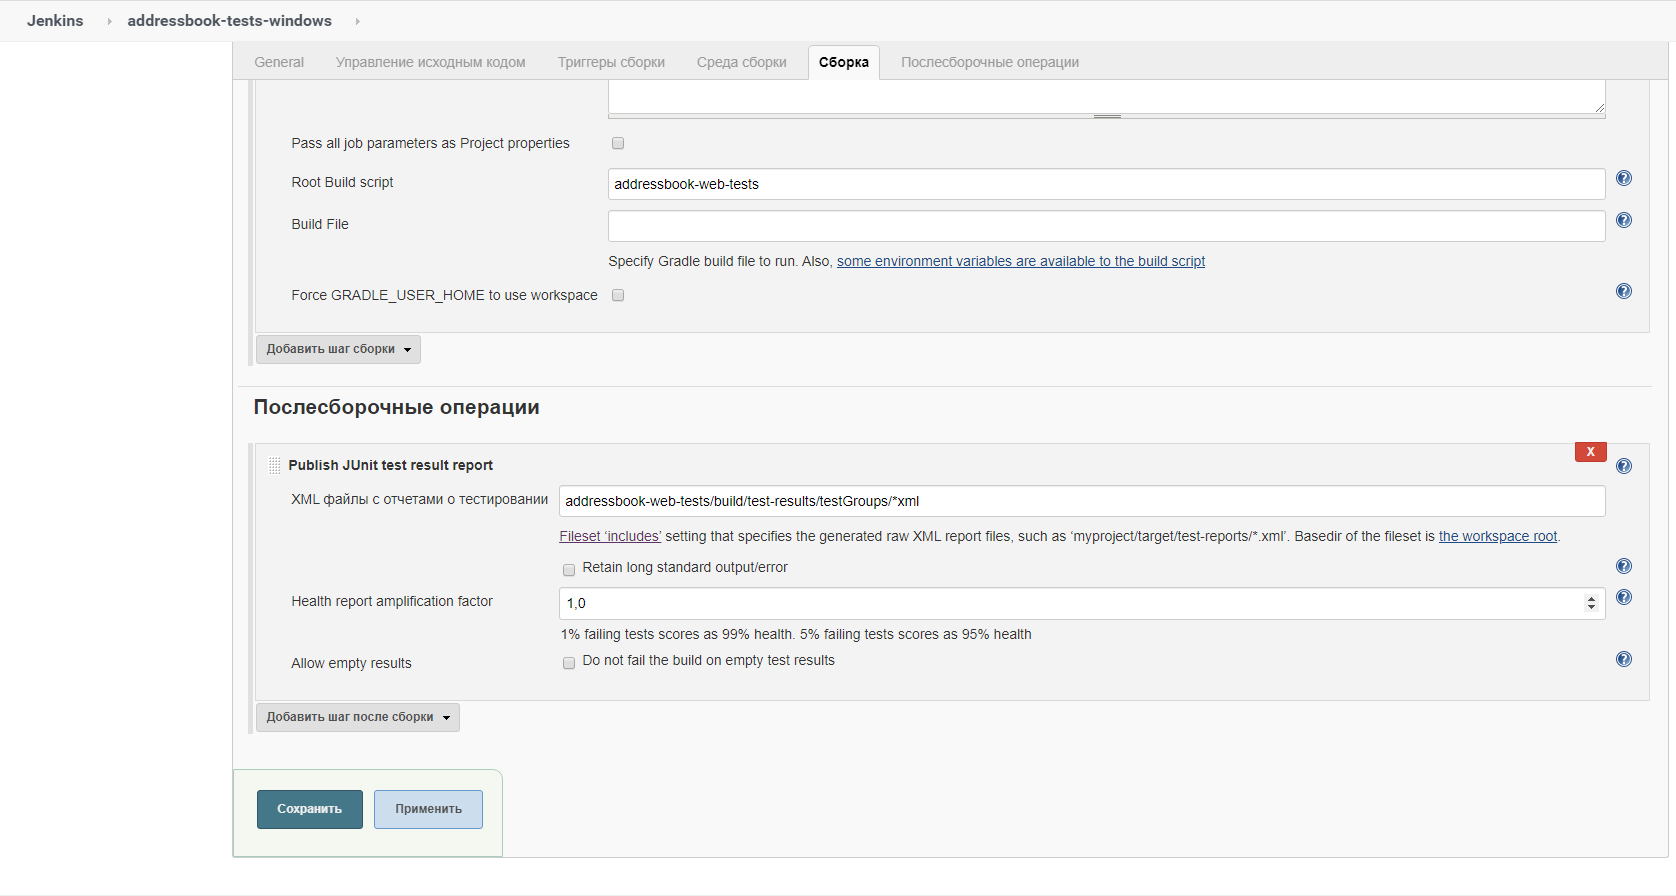 Jenkins addressbook-tests-windows
General Управление исходным кодом Триггеры сборки Среда сборки Сборка Послесборочные операции
Pass all job parameters as Project properties
Root Build script addressbook-web-tests
Build File
Specify Gradle build file to run. Also, some environment variables are available to the build script
Force GRADLE_USER_HOME to use workspace
Добавить шаг сборки
Послесборочные операции
X
Publish JUnit test result report
XML файлы с отчетами о тестировании addressbook-web-tests/build/test-results/testGroups/*xml
Fileset ‘includes’ setting that specifies the generated raw XML report files, such as ‘myproject/target/test-reports/*.xml’. Basedir of the fileset is the workspace root.
Retain long standard output/error
Health report amplification factor 1,0
1% failing tests scores as 99% health. 5% failing tests scores as 95% health
Allow empty results Do not fail the build on empty test results
Добавить шаг после сборки
Сохранить Применить